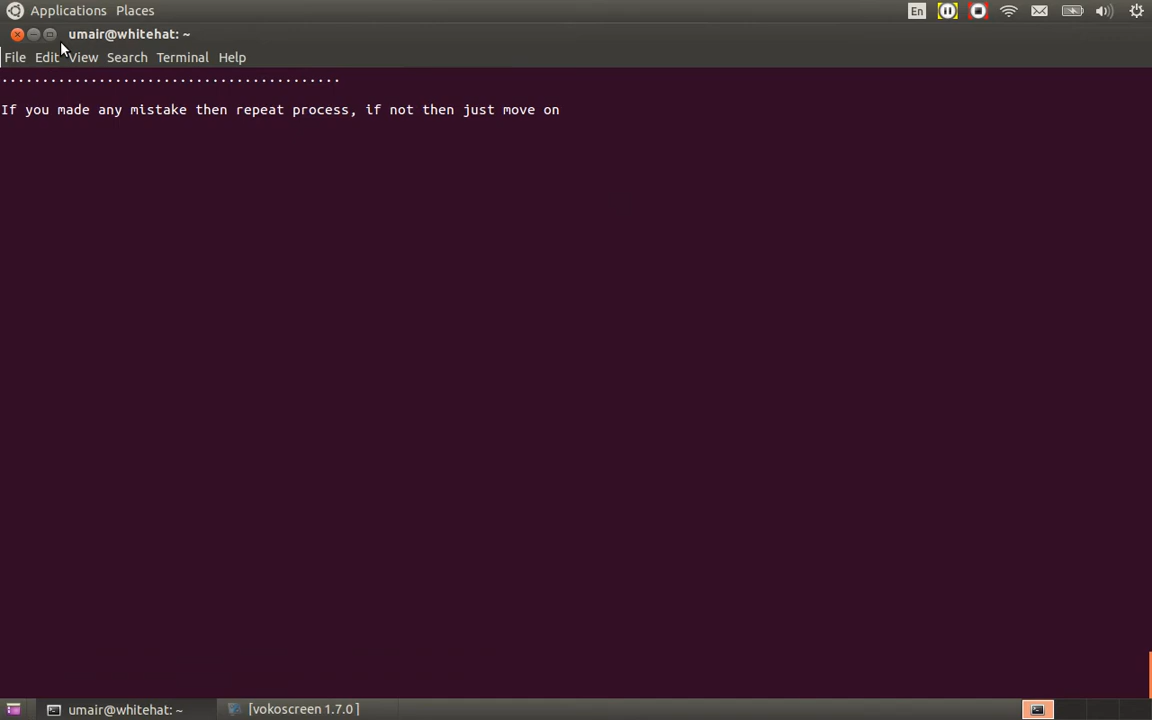 Applications Places
En
umair@whitehat: ~
File Edit View Search Terminal Help
..........................................
If you made any mistake then repeat process, if not then just move on
umair@whitehat: ~
[vokoscreen 1.7.0 ]